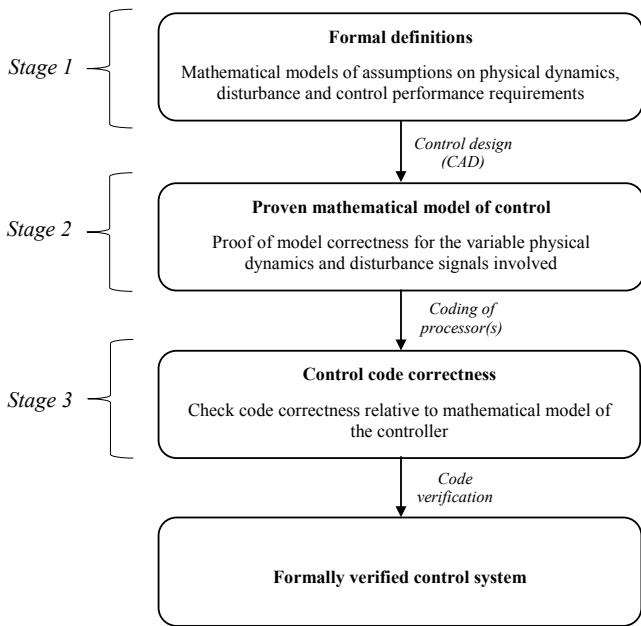 Formal definitions
Stage 1
Mathematical models of assumptions on physical dynamics,
disturbance and control performance requirements
Control design
(CAD)
Proven mathematical model of control
Stage 2
Proof of model correctness for the variable physical
dynamics and disturbance signals involved
Coding of
processor(s)
Control code correctness
Stage 3
Check code correctness relative to mathematical model of
the controller
Code
verification
Formally verified control system